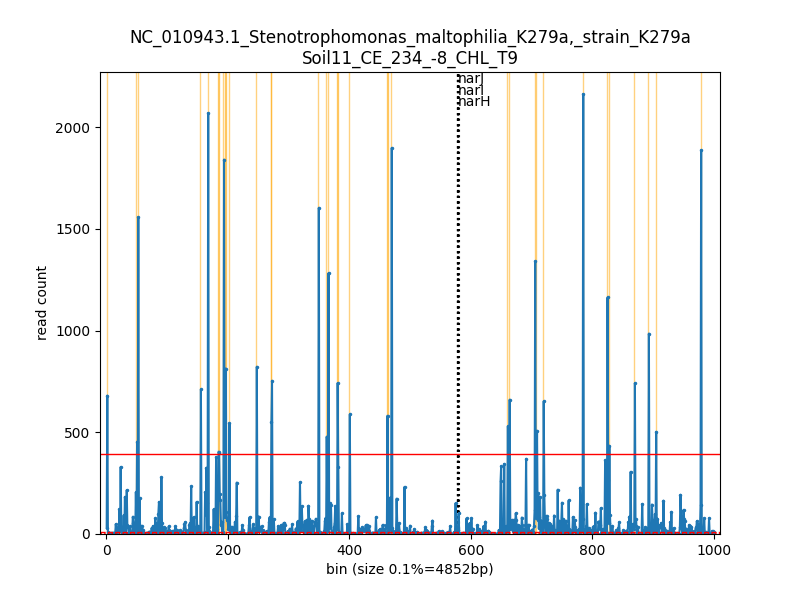 NC_010943.1_Stenotrophomonas_maltophilia_K279a,_strain_K279a
Soil11_CE_234_-8_CHL_T9
narJ
narI
narH
2000
1500
1000
500
0
read count
0 200 400 600 800 1000
bin (size 0.1%=4852bp)